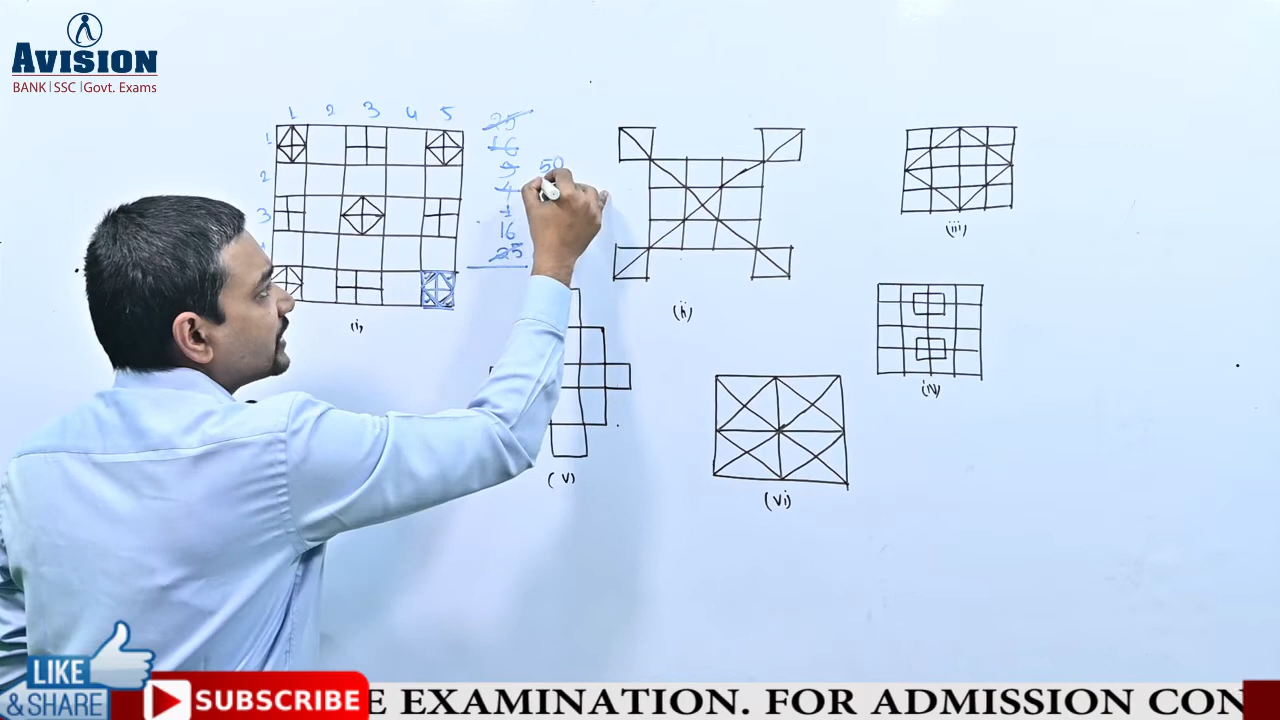 AVISION
BANK | SSC | Govt. Exams
1 2 3 4 5
1
2
3
25
16
9
4
1
16
25
50
(i)
(ii)
(iii)
(iv)
(v)
(vi)
LIKE
& SHARE
SUBSCRIBE
E EXAMINATION. FOR ADMISSION CON